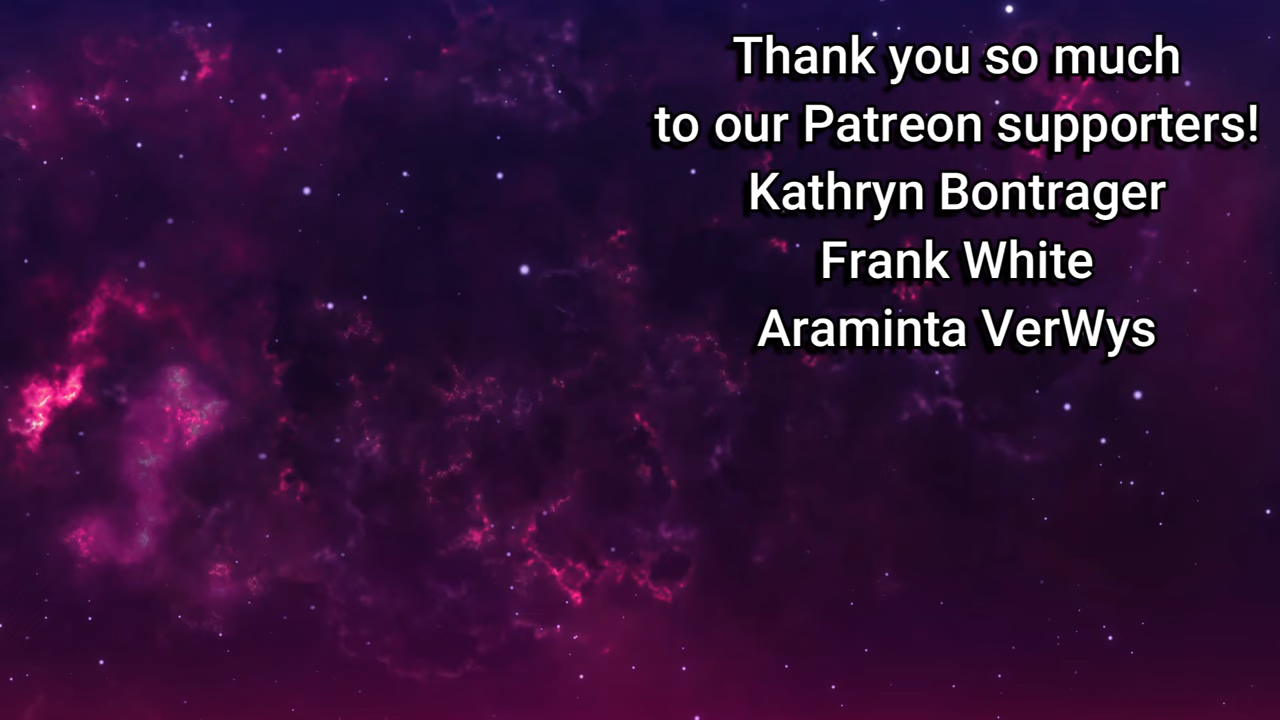 Thank you so much
to our Patreon supporters!
Kathryn Bontrager
Frank White
Araminta VerWys